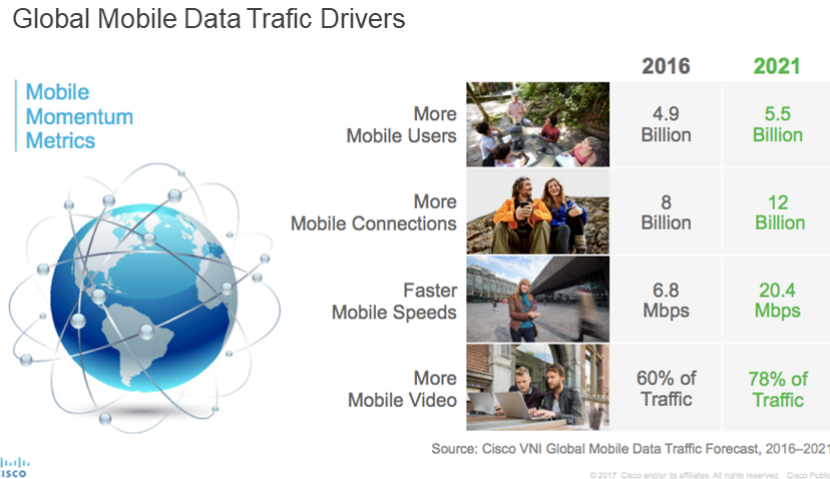 Global Mobile Data Trafic Drivers
Mobile
Momentum
Metrics
2016 2021
More
Mobile Users
4.9
Billion
5.5
Billion
More
Mobile Connections
8
Billion
12
Billion
Faster
Mobile Speeds
6.8
Mbps
20.4
Mbps
More
Mobile Video
60% of
Traffic
78% of
Traffic
Source: Cisco VNI Global Mobile Data Traffic Forecast, 2016–2021
CISCO
© 2017 Cisco and/or its affiliates. All rights reserved. Cisco Public